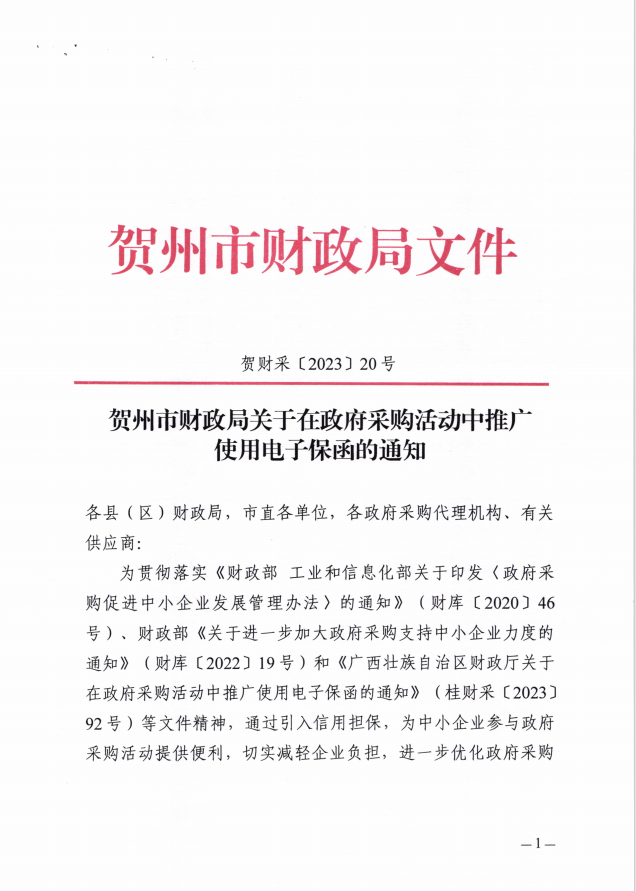 贺州市财政局文件
贺财采〔2023〕20号
贺州市财政局关于在政府采购活动中推广
使用电子保函的通知
各县（区）财政局，市直各单位，各政府采购代理机构、有关
供应商：
为贯彻落实《财政部 工业和信息化部关于印发〈政府采
购促进中小企业发展管理办法〉的通知》（财库〔2020〕46
号）、财政部《关于进一步加大政府采购支持中小企业力度的
通知》（财库〔2022〕19号）和《广西壮族自治区财政厅关于
在政府采购活动中推广使用电子保函的通知》（桂财采〔2023〕
92号）等文件精神，通过引入信用担保，为中小企业参与政府
采购活动提供便利，切实减轻企业负担，进一步优化政府采购
—1—